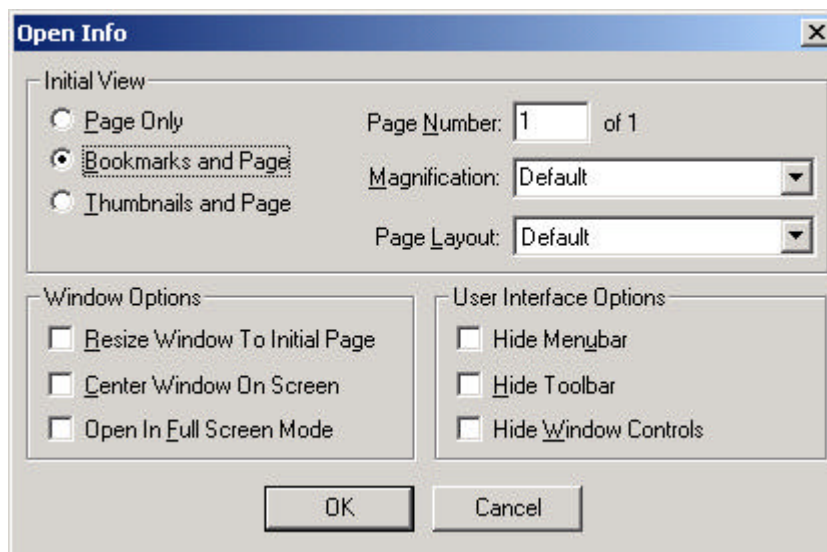 Open Info
Initial View
Page Only
Bookmarks and Page
Thumbnails and Page
Page Number: 1 of 1
Magnification: Default
Page Layout: Default
Window Options
Resize Window To Initial Page
Center Window On Screen
Open In Full Screen Mode
User Interface Options
Hide Menubar
Hide Toolbar
Hide Window Controls
OK
Cancel